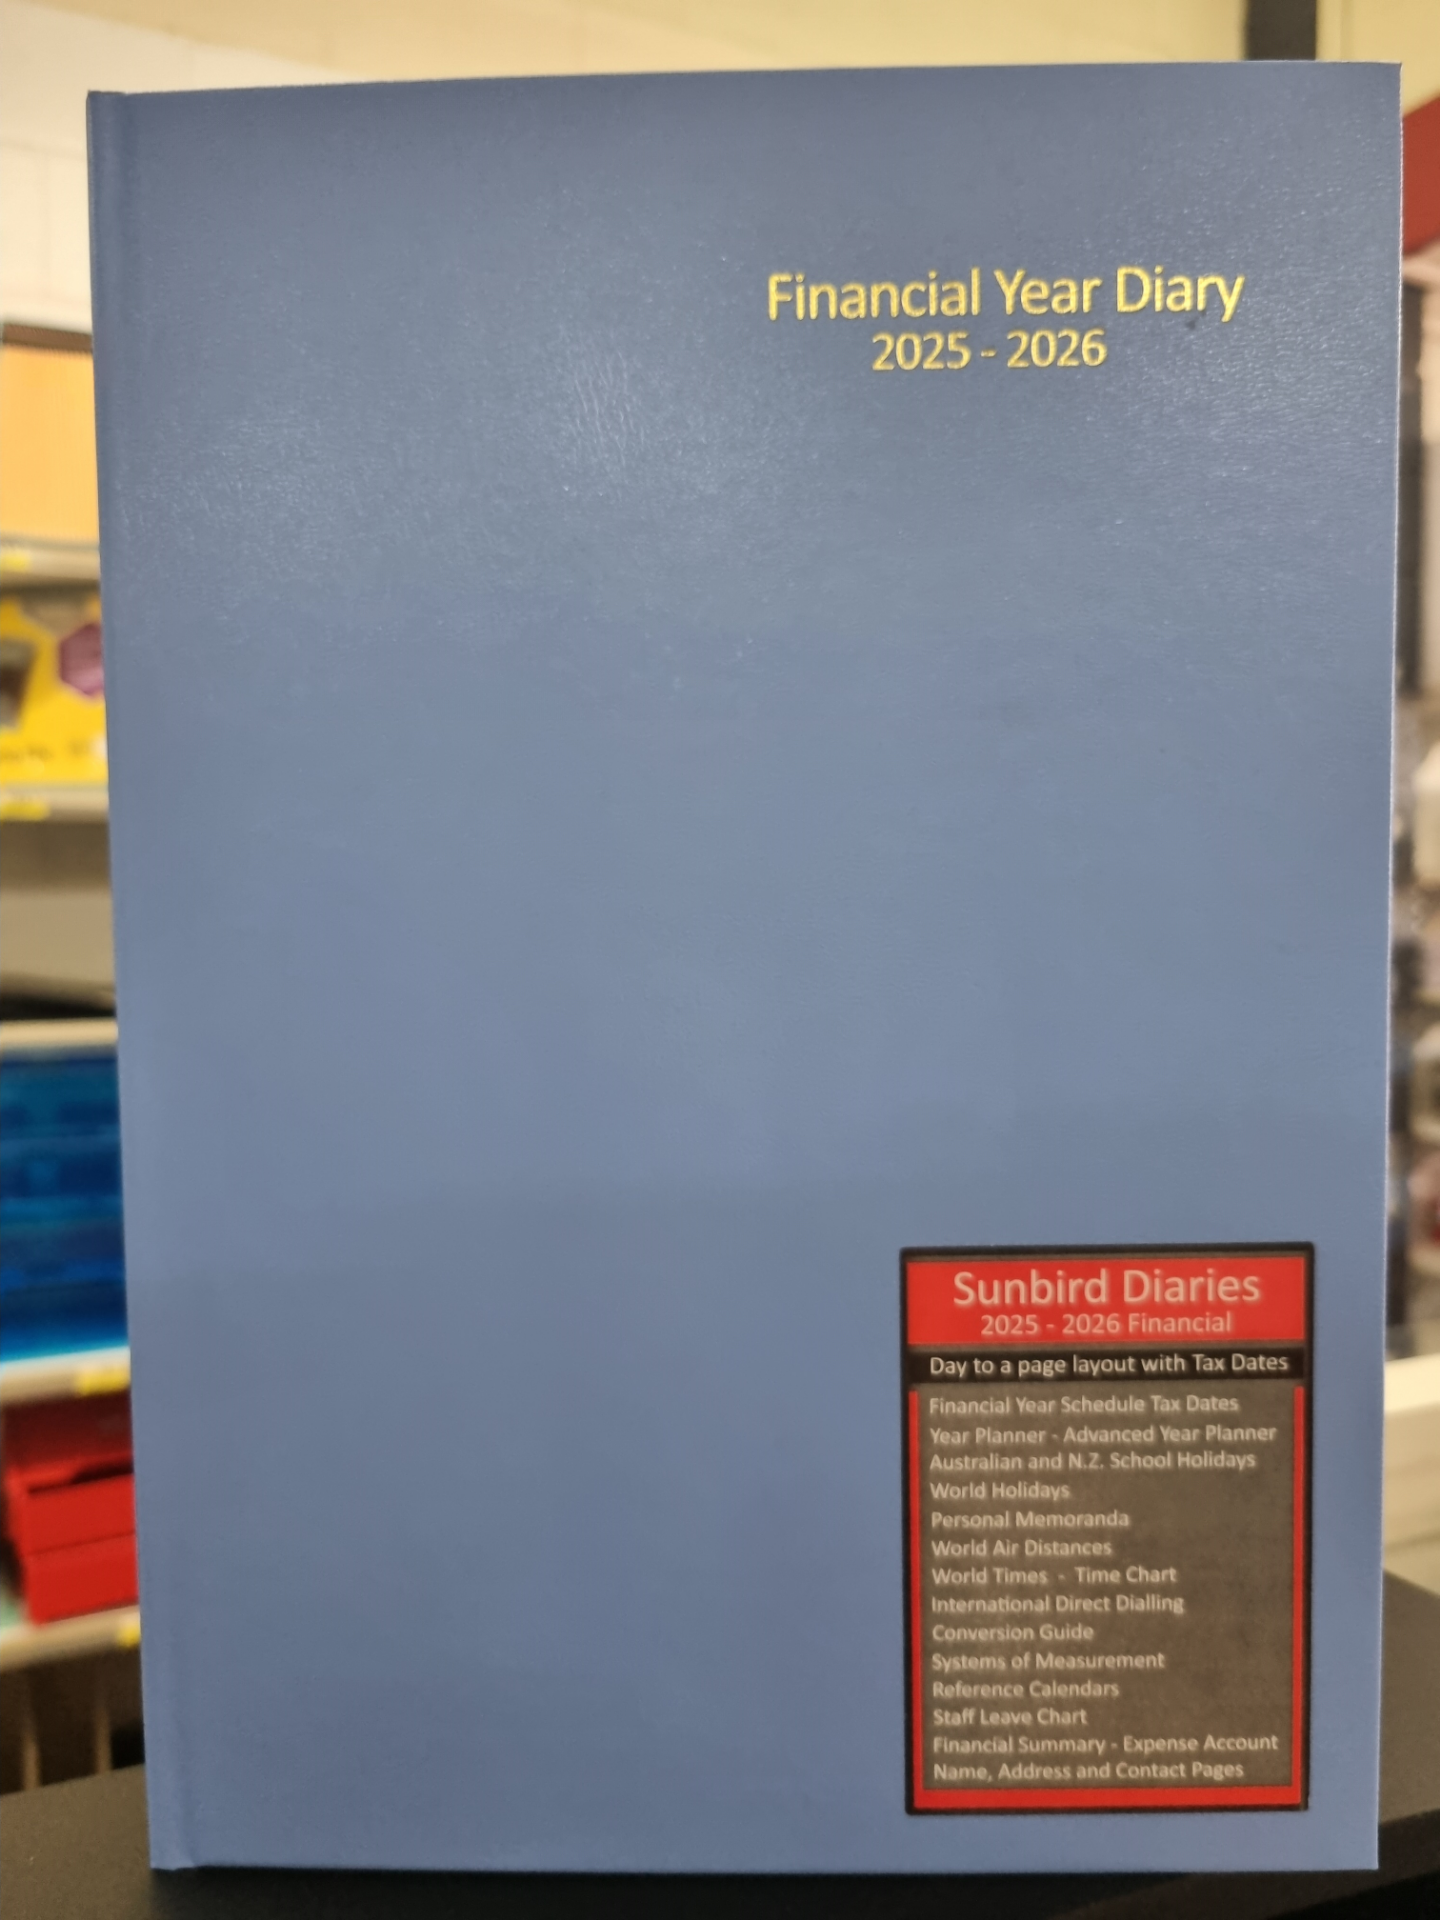 Financial Year Diary
2025 - 2026
Sunbird Diaries
2025 - 2026 Financial
Day to a page layout with Tax Dates
Financial Year Schedule Tax Dates
Year Planner - Advanced Year Planner
Australian and N.Z. School Holidays
World Holidays
Personal Memoranda
World Air Distances
World Times - Time Chart
International Direct Dialling
Conversion Guide
Systems of Measurement
Reference Calendars
Staff Leave Chart
Financial Summary - Expense Account
Name, Address and Contact Pages